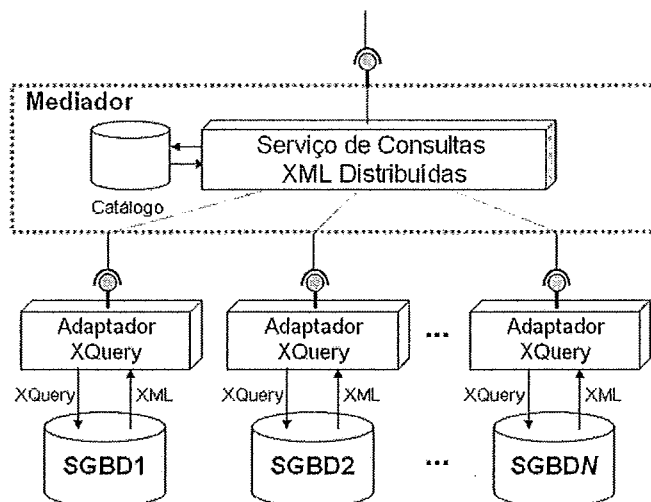 Mediador
Serviço de Consultas
XML Distribuídas
Catálogo
Adaptador
XQuery
Adaptador
XQuery
...
Adaptador
XQuery
XQuery
XML
XQuery
XML
XQuery
XML
SGBD1
SGBD2
...
SGBDN